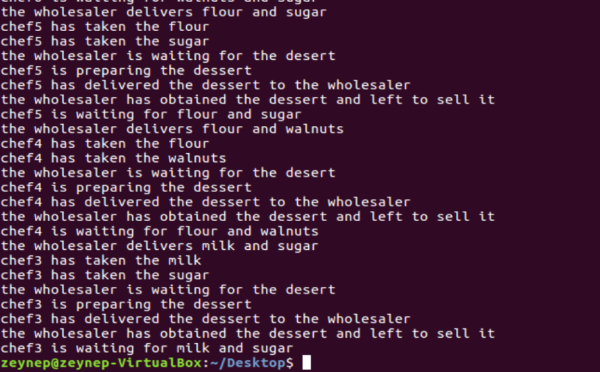 chef6 is waiting for walnuts and sugar
the wholesaler delivers flour and sugar
chef5 has taken the flour
chef5 has taken the sugar
the wholesaler is waiting for the desert
chef5 is preparing the dessert
chef5 has delivered the dessert to the wholesaler
the wholesaler has obtained the dessert and left to sell it
chef5 is waiting for flour and sugar
the wholesaler delivers flour and walnuts
chef4 has taken the flour
chef4 has taken the walnuts
the wholesaler is waiting for the desert
chef4 is preparing the dessert
chef4 has delivered the dessert to the wholesaler
the wholesaler has obtained the dessert and left to sell it
chef4 is waiting for flour and walnuts
the wholesaler delivers milk and sugar
chef3 has taken the milk
chef3 has taken the sugar
the wholesaler is waiting for the desert
chef3 is preparing the dessert
chef3 has delivered the dessert to the wholesaler
the wholesaler has obtained the dessert and left to sell it
chef3 is waiting for milk and sugar
zeynep@zeynep-VirtualBox:~/Desktop$